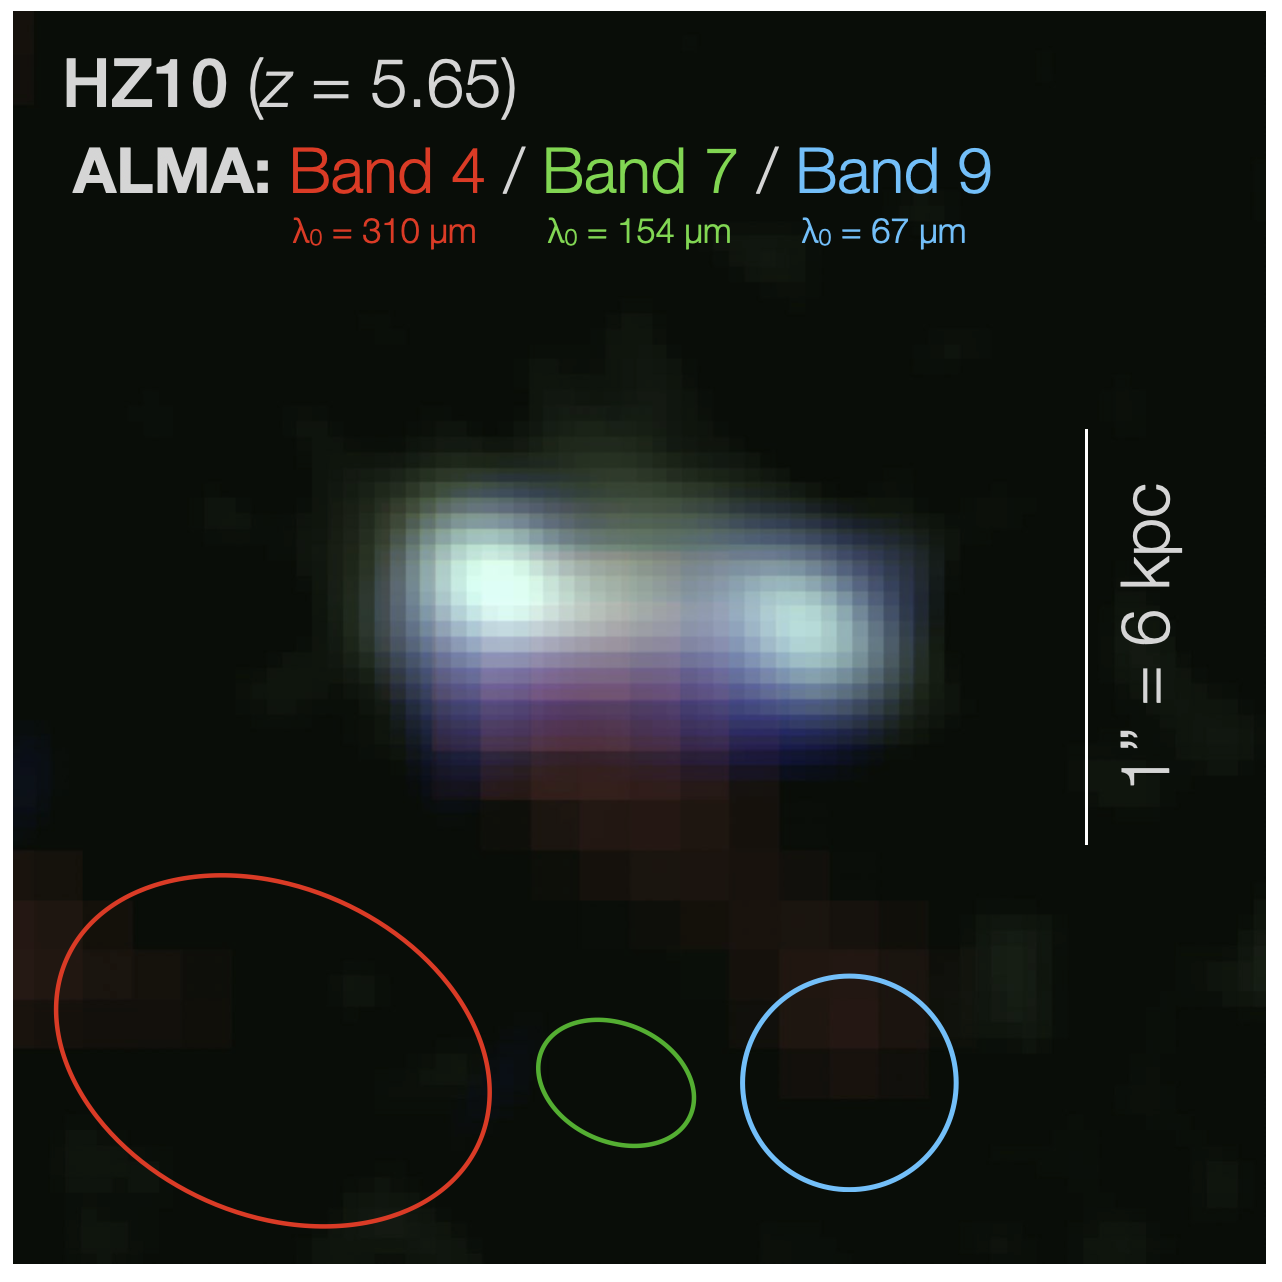 HZ10 (z = 5.65)
ALMA: Band 4 / Band 7 / Band 9
λ₀ = 310 μm λ₀ = 154 μm λ₀ = 67 μm
1” = 6 kpc